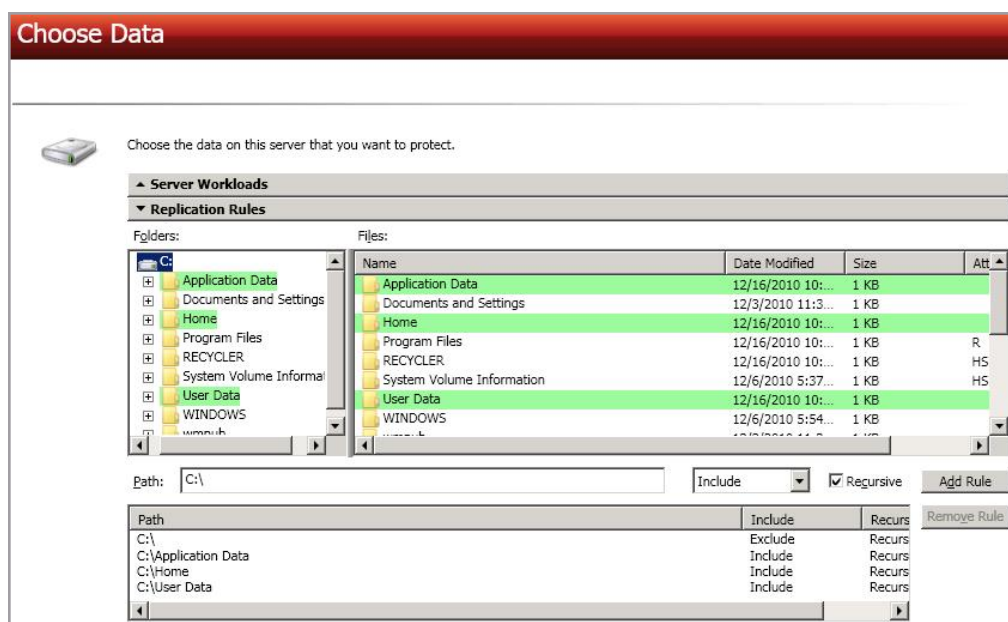 Choose Data
Choose the data on this server that you want to protect.
Server Workloads
Replication Rules
Folders: Files:
C:
Application Data
Documents and Settings
Home
Program Files
RECYCLER
System Volume Informa
User Data
WINDOWS
Name Date Modified Size Att
Application Data 12/16/2010 10:... 1 KB
Documents and Settings 12/3/2010 11:3... 1 KB
Home 12/16/2010 10:... 1 KB
Program Files 12/16/2010 10:... 1 KB R
RECYCLER 12/16/2010 10:... 1 KB HS
System Volume Information 12/6/2010 5:37... 1 KB HS
User Data 12/16/2010 10:... 1 KB
WINDOWS 12/6/2010 5:54... 1 KB
Path: C:\ Include Recursive Add Rule
Path Include Recurs Remove Rule
C:\ Exclude Recurs
C:\Application Data Include Recurs
C:\Home Include Recurs
C:\User Data Include Recurs